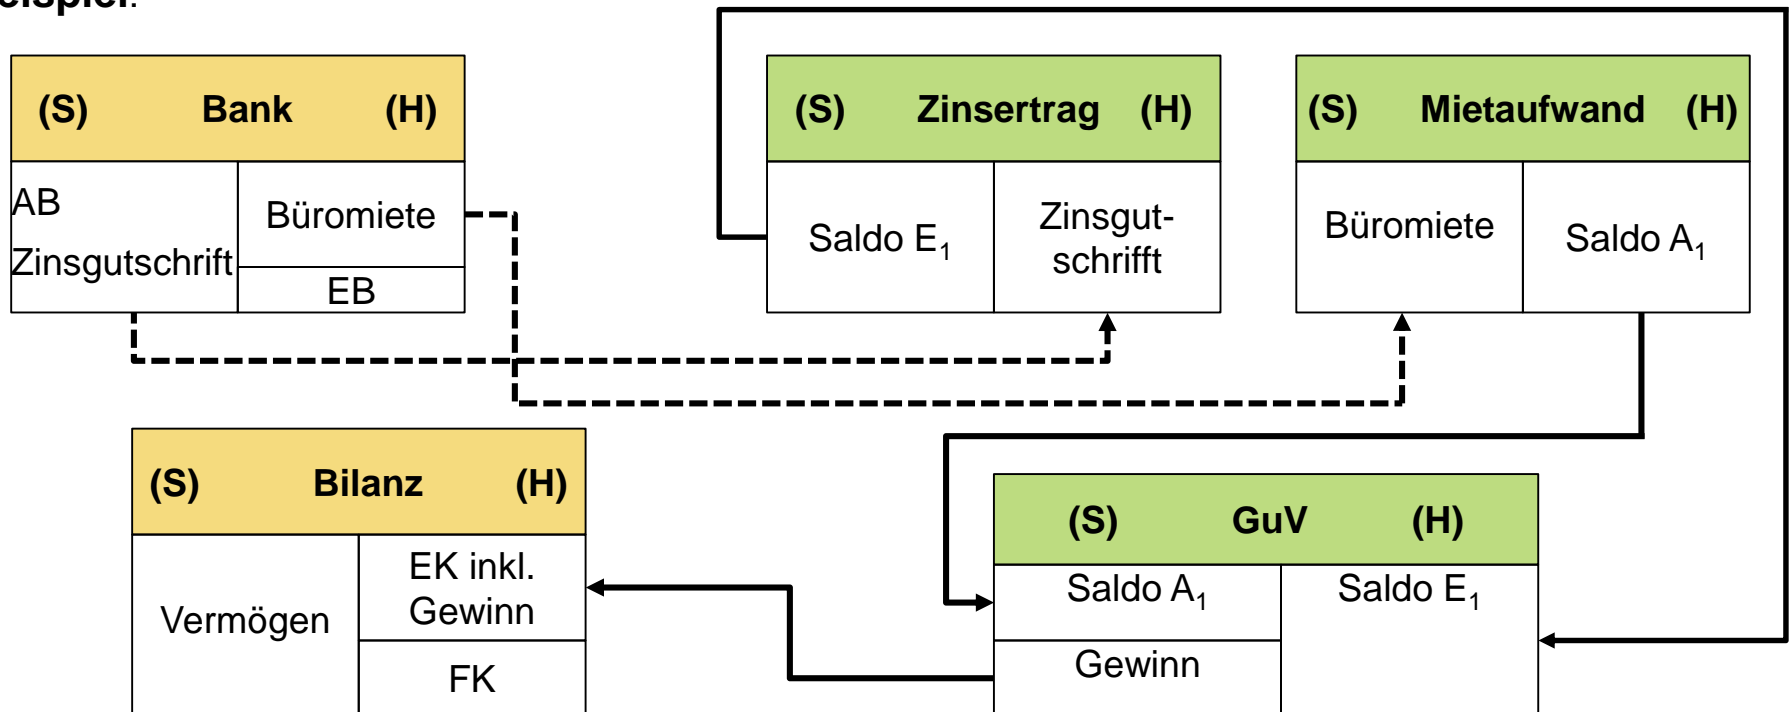 eispiel:
(S) Bank (H)
AB
Zinsgutschrift
Büromiete
EB
(S) Zinsertrag (H)
Saldo E₁
Zinsgut-
schrifft
(S) Mietaufwand (H)
Büromiete
Saldo A₁
(S) Bilanz (H)
Vermögen
EK inkl.
Gewinn
FK
(S) GuV (H)
Saldo A₁
Gewinn
Saldo E₁